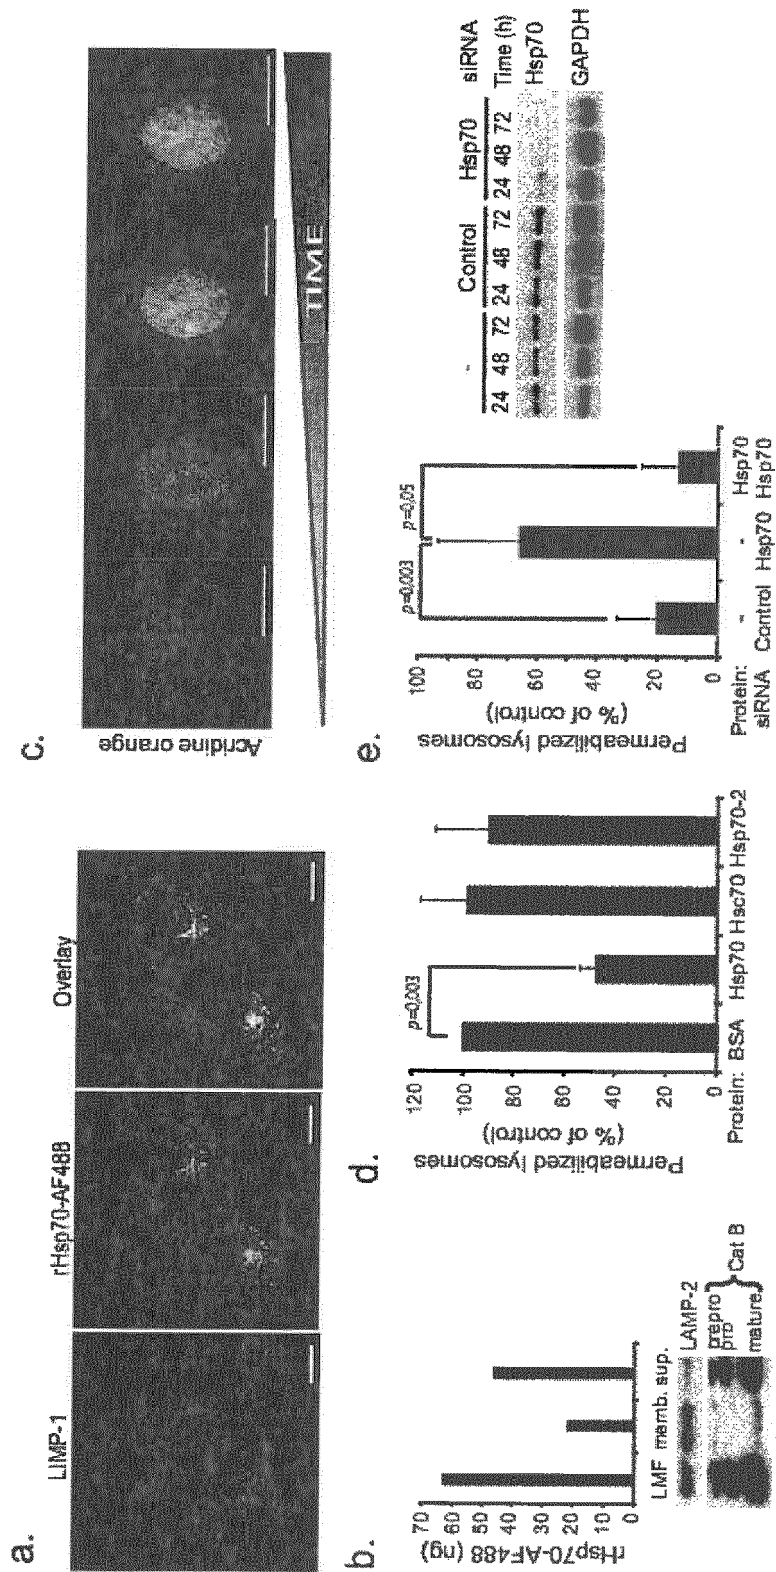 a.
LIMP-1
rHsp70-AF488
Overlay
b.
rHsp70-AF488 (ng)
70
60
50
40
30
20
10
0
LMF memb. sup.
LAMP-2
prepro
pro
mature
Cat B
c.
Acridine orange
TIME
d.
Permeabilized lysosomes
(% of control)
120
100
80
60
40
20
0
p=0,003
Protein: BSA Hsp70 Hsc70 Hsp70-2
e.
Permeabilized lysosomes
(% of control)
100
80
60
40
20
0
p=0,003
p=0,05
Protein: - - Hsp70
siRNA Control Hsp70 Hsp70
- Control Hsp70 siRNA
24 48 72 24 48 72 24 48 72 Time (h)
Hsp70
GAPDH